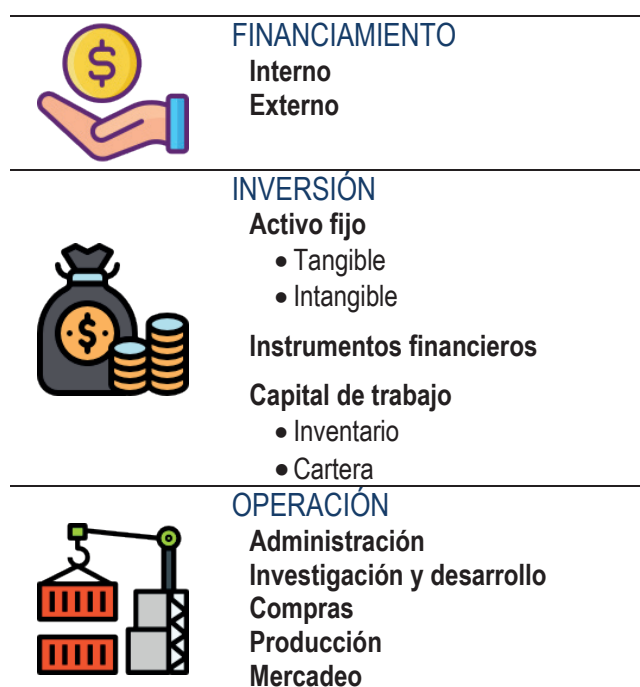 $
FINANCIAMIENTO
Interno
Externo
INVERSIÓN
Activo fijo
• Tangible
• Intangible
$
Instrumentos financieros
Capital de trabajo
• Inventario
• Cartera
OPERACIÓN
Administración
Investigación y desarrollo
Compras
Producción
Mercadeo